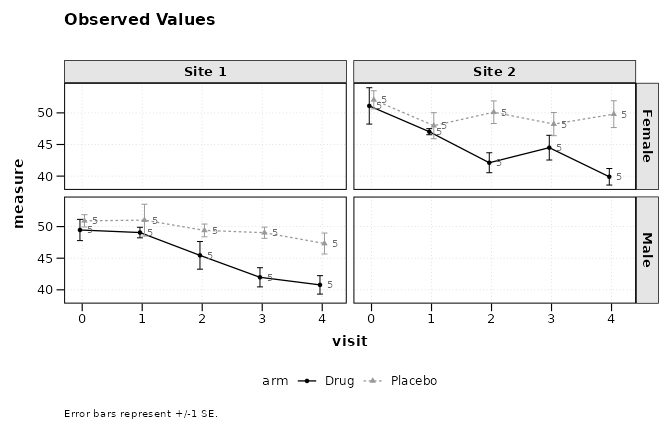 Observed Values
Site 1 Site 2
50
45
40
5 5 5 5 5
5 5 5 5 5
Female
measure
50
45
40
5 5 5 5 5
5 5 5 5 5
Male
0 1 2 3 4 0 1 2 3 4
visit
arm Drug Placebo
Error bars represent +/-1 SE.